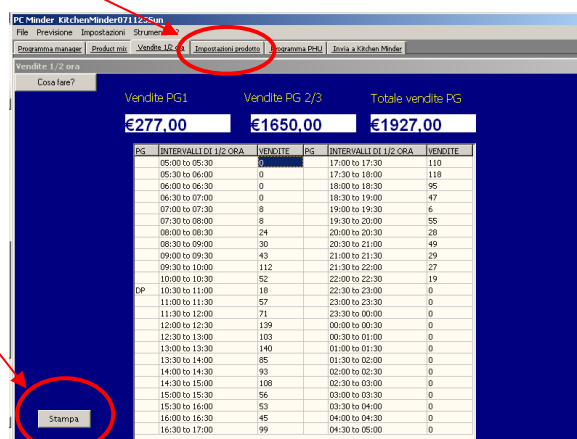 PC Minder KitchenMinder071125Sun
File Previsione Impostazioni
Programma manager Product mix Vendite 1/2 ora Impostazioni prodotto Programma PHU Invia a Kitchen Minder
Vendite 1/2 ora
Cosa fare?
Vendite PG1 Vendite PG 2/3 Totale vendite PG
€277,00 €1650,00 €1927,00
PG INTERVALLI DI 1/2 ORA VENDITE PG INTERVALLI DI 1/2 ORA VENDITE
05:00 to 05:30 0 17:00 to 17:30 110
05:30 to 06:00 0 17:30 to 18:00 118
06:00 to 06:30 0 18:00 to 18:30 95
06:30 to 07:00 0 18:30 to 19:00 47
07:00 to 07:30 8 19:00 to 19:30 6
07:30 to 08:00 8 19:30 to 20:00 55
08:00 to 08:30 24 20:00 to 20:30 28
08:30 to 09:00 30 20:30 to 21:00 49
09:00 to 09:30 43 21:00 to 21:30 29
09:30 to 10:00 112 21:30 to 22:00 27
10:00 to 10:30 52 22:00 to 22:30 19
DP 10:30 to 11:00 18 22:30 to 23:00 0
11:00 to 11:30 57 23:00 to 23:30 0
11:30 to 12:00 71 23:30 to 00:00 0
12:00 to 12:30 139 00:00 to 00:30 0
12:30 to 13:00 103 00:30 to 01:00 0
13:00 to 13:30 140 01:00 to 01:30 0
13:30 to 14:00 85 01:30 to 02:00 0
14:00 to 14:30 93 02:00 to 02:30 0
14:30 to 15:00 108 02:30 to 03:00 0
15:00 to 15:30 56 03:00 to 03:30 0
15:30 to 16:00 53 03:30 to 04:00 0
16:00 to 16:30 45 04:00 to 04:30 0
16:30 to 17:00 99 04:30 to 05:00 0
Stampa